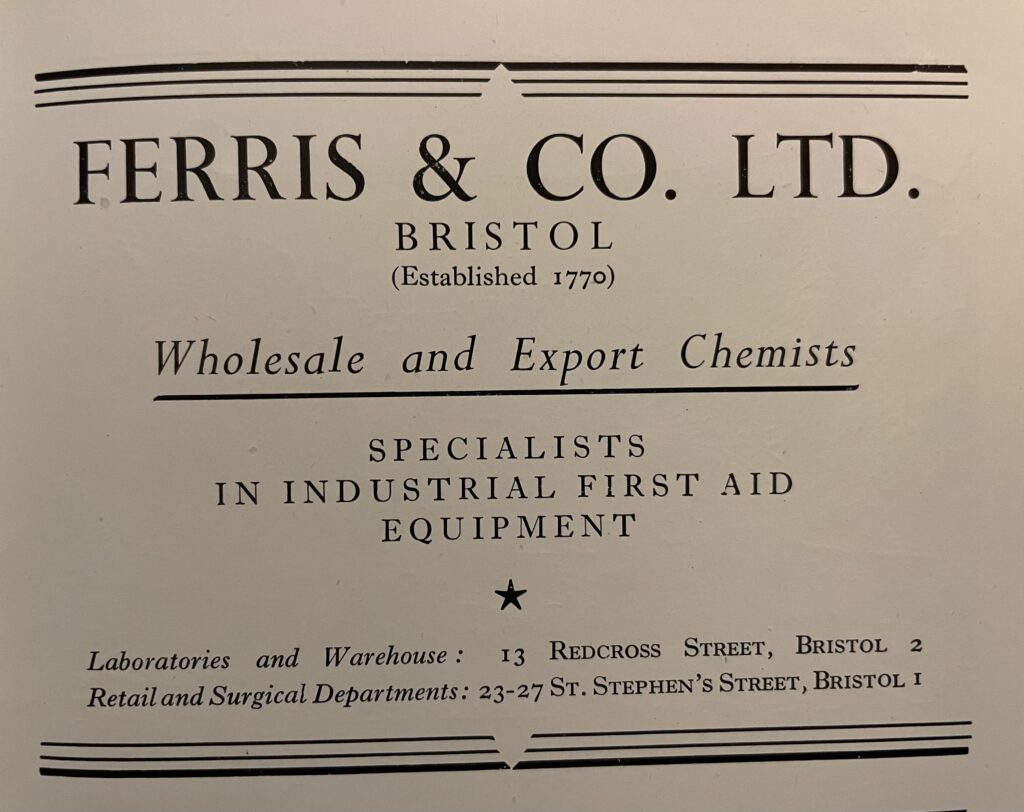 FERRIS & CO. LTD.
BRISTOL
(Established 1770)
Wholesale and Export Chemists
SPECIALISTS
IN INDUSTRIAL FIRST AID
EQUIPMENT
Laboratories and Warehouse: 13 REDCROSS STREET, BRISTOL 2
Retail and Surgical Departments: 23-27 ST. STEPHEN'S STREET, BRISTOL 1